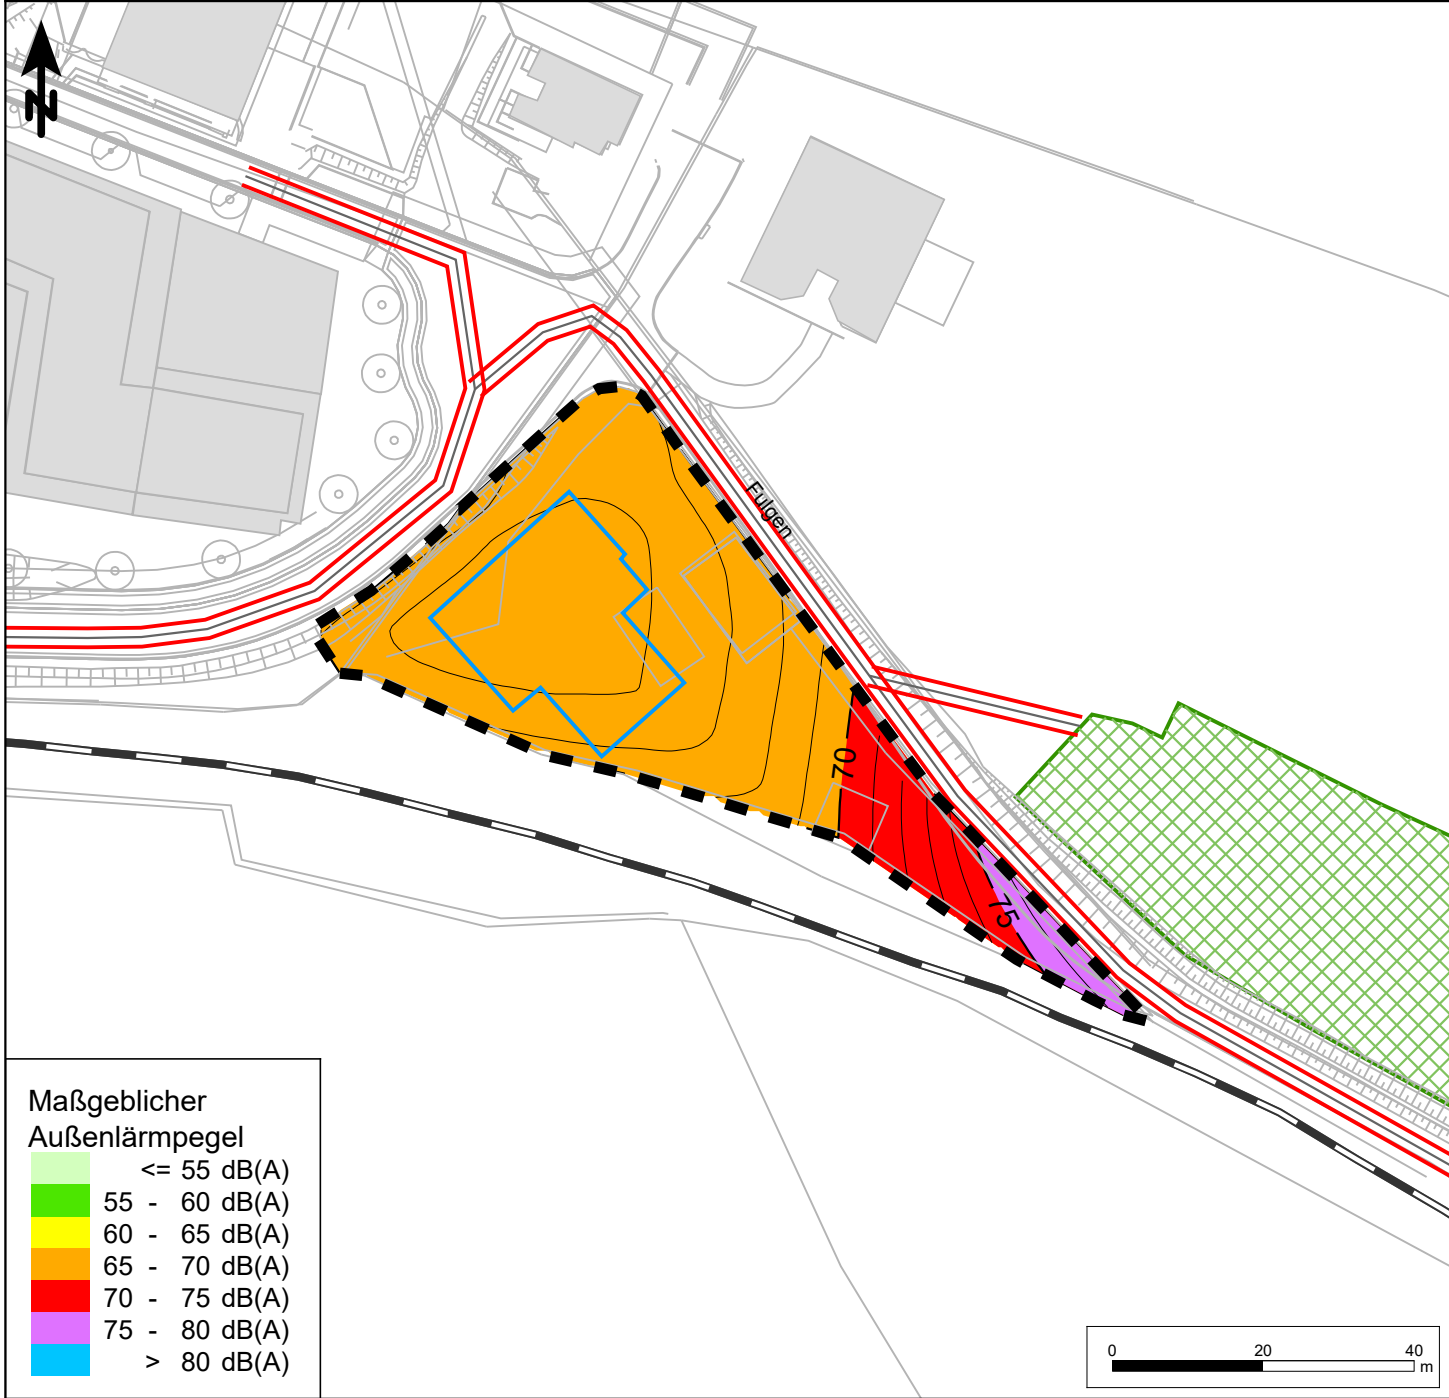 N
Fulgen
70
75
Maßgeblicher
Außenlärmpegel
<= 55 dB(A)
55 - 60 dB(A)
60 - 65 dB(A)
65 - 70 dB(A)
70 - 75 dB(A)
75 - 80 dB(A)
> 80 dB(A)
0 20 40
m